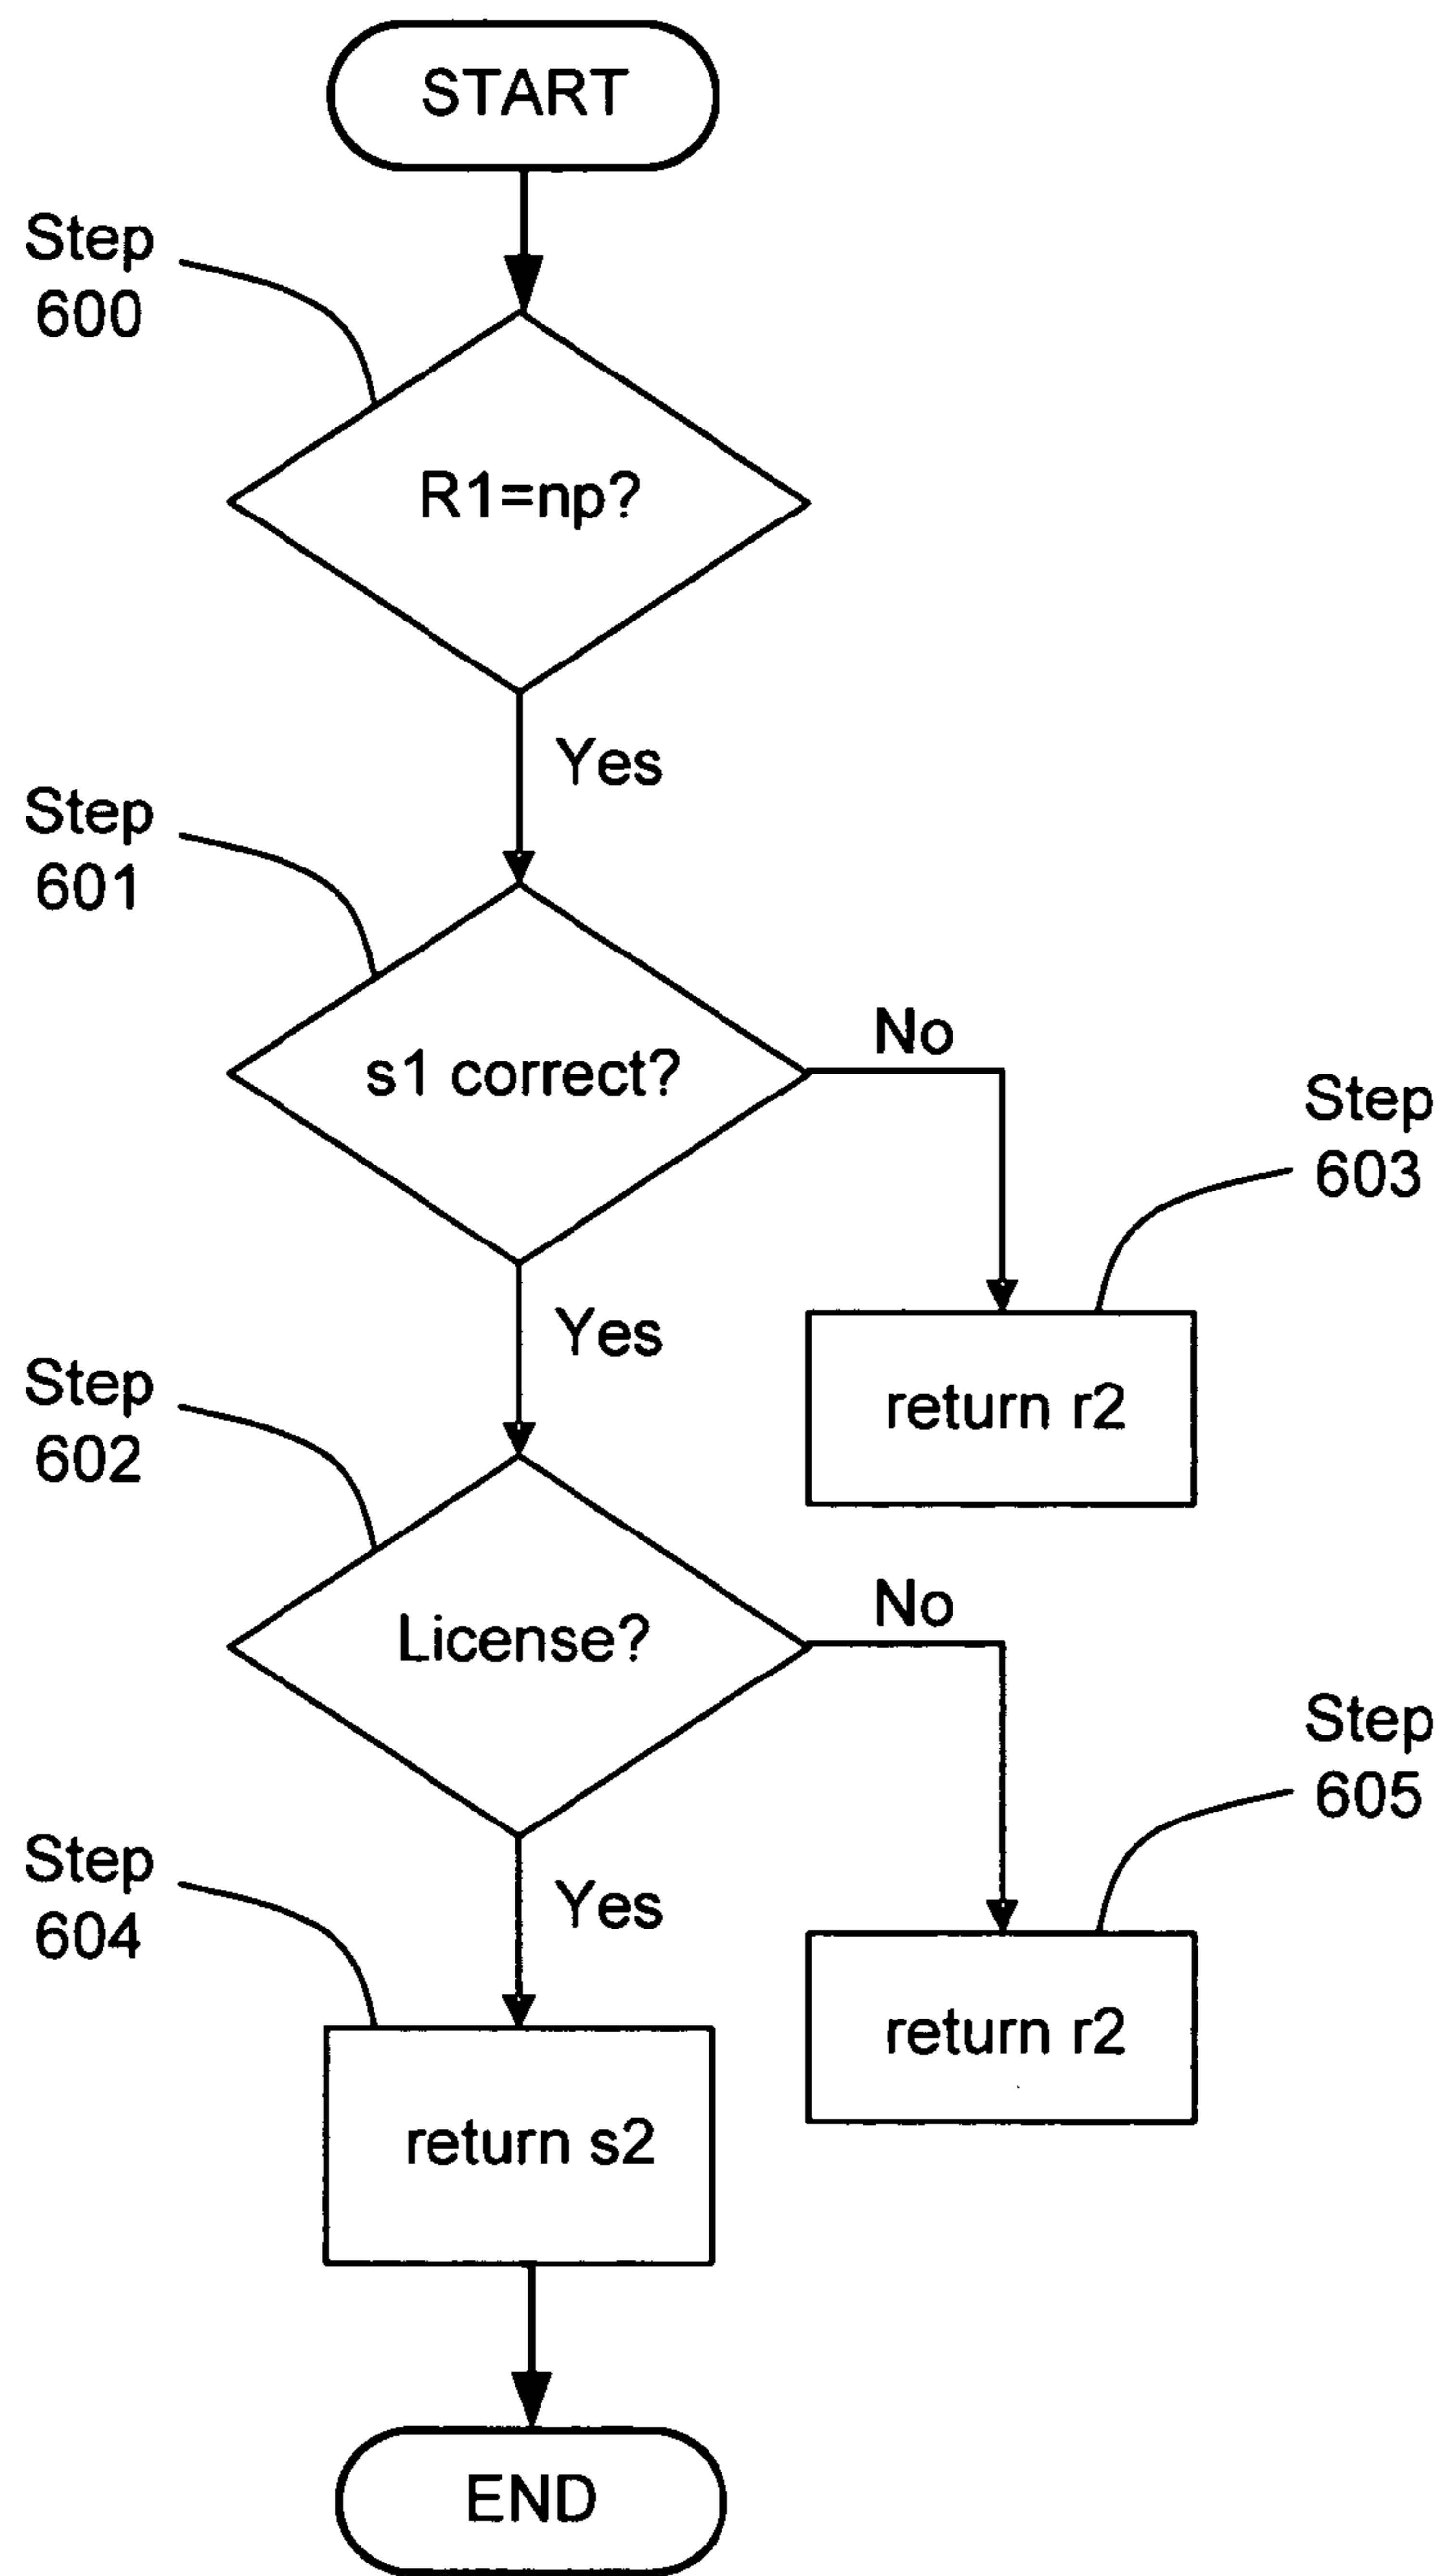 START
Step
600
R1=np?
Yes
Step
601
s1 correct?
No
Step
603
Yes
return r2
Step
602
License?
No
Step
605
Step
604
Yes
return r2
return s2
END